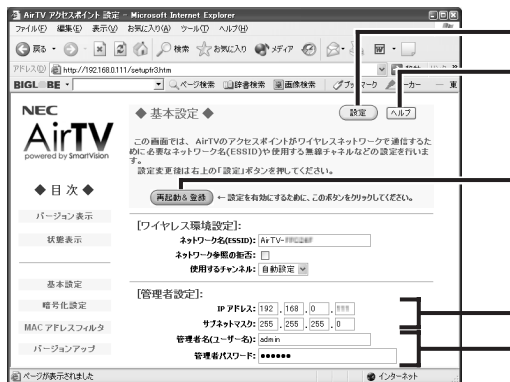 AirTV アクセスポイント 設定 - Microsoft Internet Explorer
ファイル(F) 編集(E) 表示(V) お気に入り(A) ツール(T) ヘルプ(H)
戻る 検索 お気に入り メディア
アドレス(D) http://192.168.0.111/setupfr3.htm
BIGLOBE ページ検索 辞書検索 画像検索
NEC
AirTV
powered by SmartVision
◆ 目 次 ◆
バージョン表示
状態表示
基本設定
暗号化設定
MAC アドレスフィルタ
バージョンアップ
◆ 基本設定 ◆
設定
ヘルプ
この画面では、AirTVのアクセスポイントがワイヤレスネットワークで通信するた
めに必要なネットワーク名(ESSID)や使用する無線チャネルなどの設定を行いま
す。
設定変更後は右上の「設定」ボタンを押してください。
再起動&登録 ← 設定を有効にするために、このボタンをクリックしてください。
[ワイヤレス環境設定]:
ネットワーク名(ESSID): AirTV-
ネットワーク参照の拒否:
使用するチャンネル: 自動設定
[管理者設定]:
IP アドレス: 192 . 168 . 0 .
サブネットマスク: 255 . 255 . 255 . 0
管理者名(ユーザー名): admin
管理者パスワード: ●●●●●●
ページが表示されました
インターネット